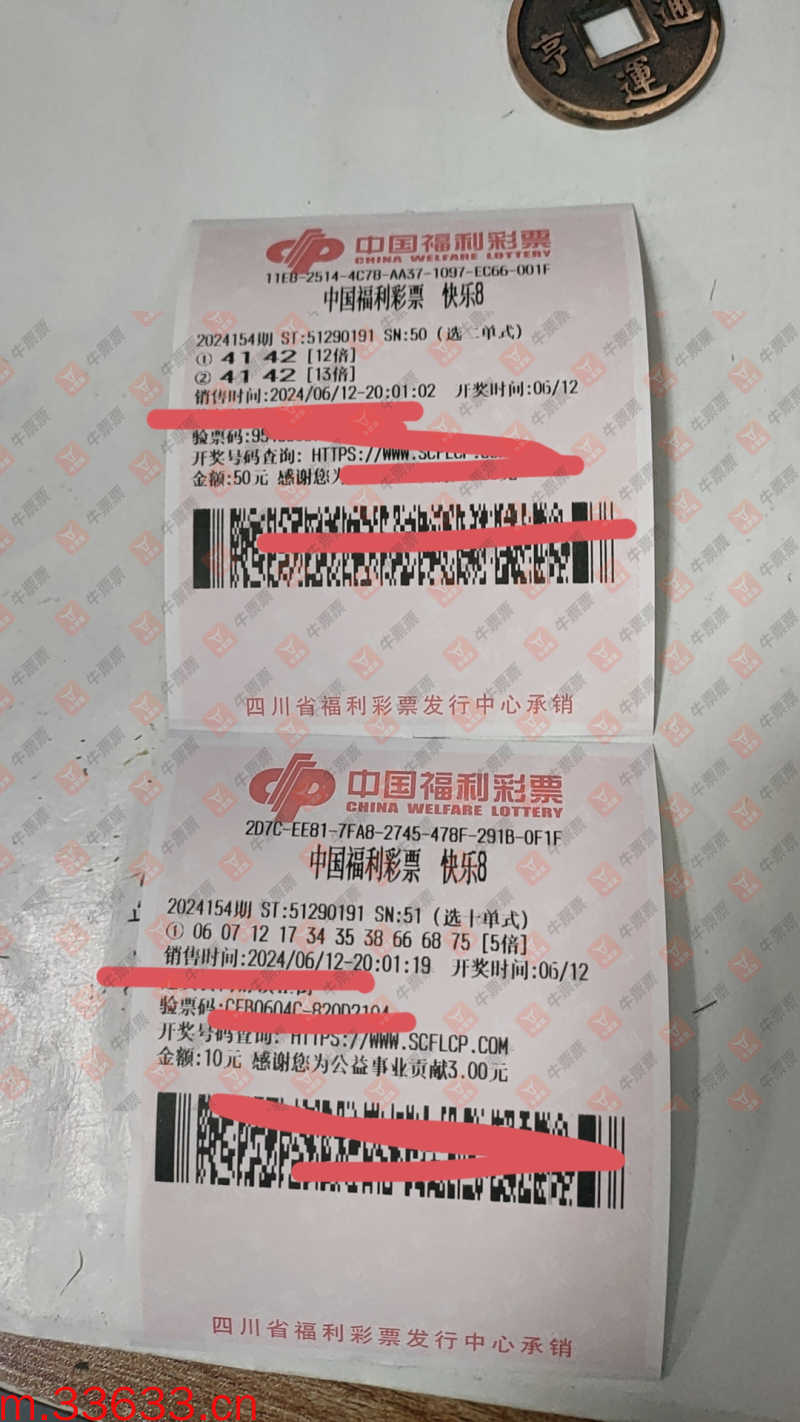 亨
運
通
中国福利彩票
CHINA WELFARE LOTTERY
11E8-2514-4C78-AA37-1097-EC66-001F
中国福利彩票 快乐8
2024154期 ST:51290191 SN:50 (选二单式)
① 41 42 [12倍]
② 41 42 [13倍]
销售时间:2024/06/12-20:01:02 开奖时间:06/12
验票码:95
开奖号码查询: HTTPS://WWW.SCFLCP.
金额:50元 感谢您为
四川省福利彩票发行中心承销
中国福利彩票
CHINA WELFARE LOTTERY
2D7C-EE81-7FA8-2745-478F-291B-0F1F
中国福利彩票 快乐8
2024154期 ST:51290191 SN:51 (选十单式)
① 06 07 12 17 34 35 38 66 68 75 [5倍]
销售时间:2024/06/12-20:01:19 开奖时间:06/12
验票码:
开奖号码查询: HTTPS://WWW.SCFLCP.COM
金额:10元 感谢您为公益事业贡献3.00元
四川省福利彩票发行中心承销
牛票票
m.33633.cn